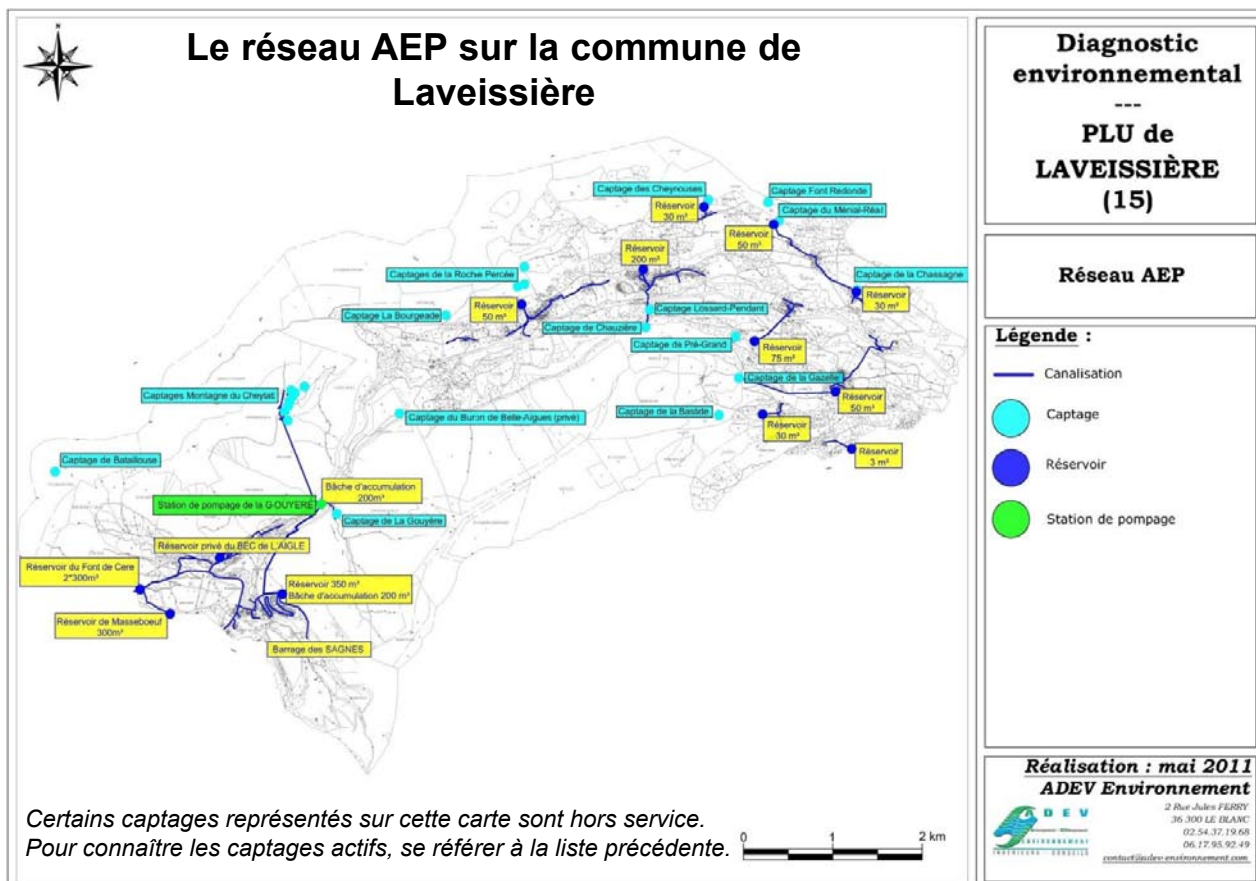 N
Le réseau AEP sur la commune de
Laveissière
Captage des Cheynouses
Réservoir
30 m³
Captage Font Redonde
Captage du Ménial-Réal
Réservoir
50 m³
Réservoir
200 m³
Captages de la Roche Percée
Captage de la Chassagne
Réservoir
30 m³
Réservoir
50 m³
Captage La Bourgeade
Captage Lossard-Pendant
Captage de Chauzière
Captage de Pré-Grand
Réservoir
75 m³
Captages Montagne du Cheylat
Captage de la Gazelle
Réservoir
50 m³
Captage du Buron de Belle-Aigues (privé)
Captage de la Bastide
Réservoir
30 m³
Réservoir
3 m³
Captage de Bataillouse
Bâche d'accumulation
200m³
Station de pompage de la GOUYERE
Captage de La Gouyère
Réservoir privé du BEC de L'AIGLE
Réservoir du Font de Cere
2*300m³
Réservoir 350 m³
Bâche d'accumulation 200 m³
Réservoir de Masseboeuf
300m³
Barrage des SAGNES
Certains captages représentés sur cette carte sont hors service.
Pour connaître les captages actifs, se référer à la liste précédente.
0 1 2 km
Diagnostic
environnemental
---
PLU de
LAVEISSIÈRE
(15)
Réseau AEP
Légende :
Canalisation
Captage
Réservoir
Station de pompage
Réalisation : mai 2011
ADEV Environnement
ADEV
ENVIRONNEMENT
INGENIEURS - CONSEILS
2 Rue Jules FERRY
36 300 LE BLANC
02.54.37.19.68
06.17.95.92.49
contact@adev-environnement.com